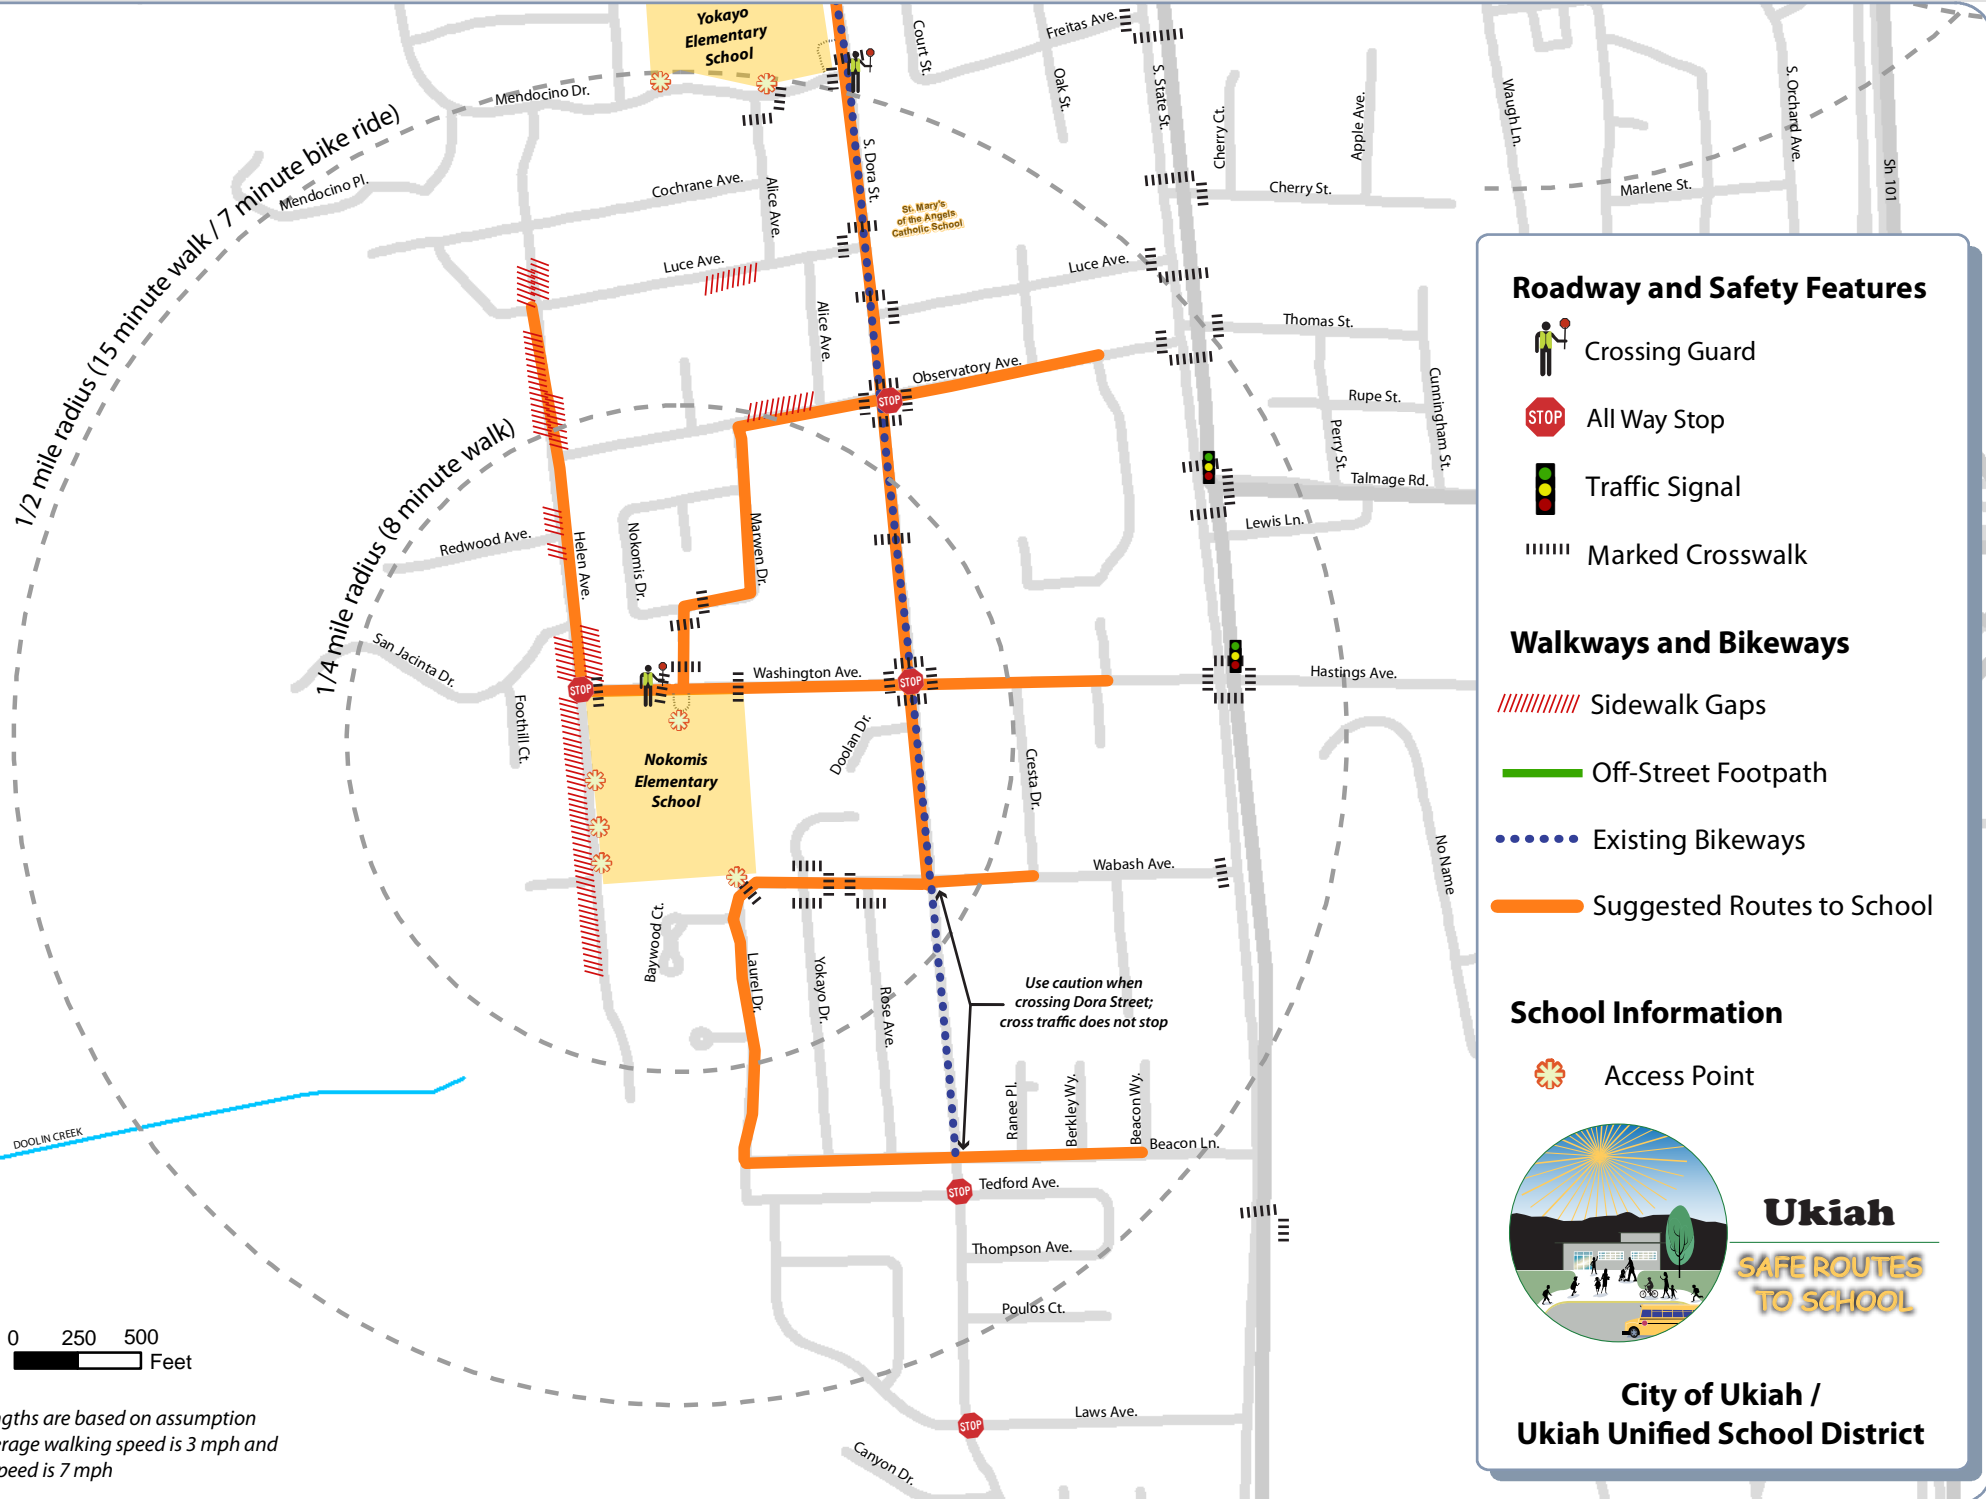 Yokayo
Elementary
School
Mendocino Dr.
Court St.
Freitas Ave.
Oak St.
S. State St.
Cherry Ct.
Apple Ave.
Waugh Ln.
S. Orchard Ave.
Sh 101
Marlene St.
Cherry St.
1/2 mile radius (15 minute walk / 7 minute bike ride)
Mendocino Pl.
Cochrane Ave.
Alice Ave.
S. Dora St.
St. Mary's
of the Angels
Catholic School
Luce Ave.
Luce Ave.
Alice Ave.
Thomas St.
Observatory Ave.
STOP
Rupe St.
Perry St.
Cunningham St.
Talmage Rd.
Lewis Ln.
1/4 mile radius (8 minute walk)
Redwood Ave.
Helen Ave.
Nokomis Dr.
Marwen Dr.
San Jacinta Dr.
Foothill Ct.
STOP
Washington Ave.
STOP
Hastings Ave.
Doolan Dr.
Cresta Dr.
Nokomis
Elementary
School
No Name
Wabash Ave.
Baywood Ct.
Laurel Dr.
Yokayo Dr.
Rose Ave.
Use caution when
crossing Dora Street;
cross traffic does not stop
Ranee Pl.
Berkley Wy.
Beacon Wy.
Beacon Ln.
DOOLIN CREEK
STOP
Tedford Ave.
Thompson Ave.
Poulos Ct.
STOP
Laws Ave.
Canyon Dr.
0 250 500
Feet
ngths are based on assumption
erage walking speed is 3 mph and
peed is 7 mph
Roadway and Safety Features
Crossing Guard
STOP
All Way Stop
Traffic Signal
Marked Crosswalk
Walkways and Bikeways
Sidewalk Gaps
Off-Street Footpath
Existing Bikeways
Suggested Routes to School
School Information
Access Point
Ukiah
SAFE ROUTES
TO SCHOOL
City of Ukiah /
Ukiah Unified School District